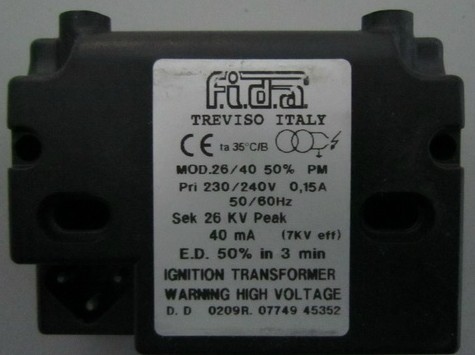 f.i.d.a
TREVISO ITALY
CE ta 35°C/B
MOD.26/40 50% PM
Pri 230/240V 0,15A
50/60Hz
Sek 26 KV Peak
40 mA (7KV eff)
E.D. 50% in 3 min
IGNITION TRANSFORMER
WARNING HIGH VOLTAGE
D. D 0209R. 07749 45352